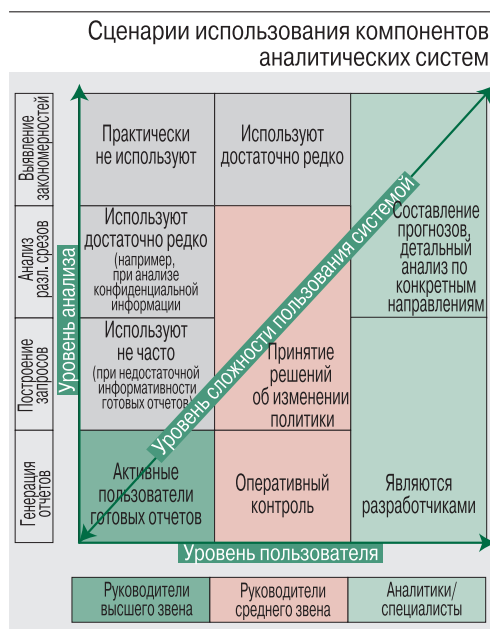 Сценарии использования компонентов
аналитических систем
Выявление
закономерностей
Практически
не используют
Используют
достаточно редко
Анализ
разл. срезов
Используют
достаточно редко
(например,
при анализе
конфиденциальной
информации
Составление
прогнозов,
детальный
анализ по
конкретным
направлениям
Построение
запросов
Используют
не часто
(при недостаточной
информативности
готовых отчетов)
Принятие
решений
об изменении
политики
Генерация
отчетов
Активные
пользователи
готовых отчетов
Оперативный
контроль
Являются
разработчиками
Уровень анализа
Уровень сложности пользования системой
Уровень пользователя
Руководители
высшего звена
Руководители
среднего звена
Аналитики/
специалисты